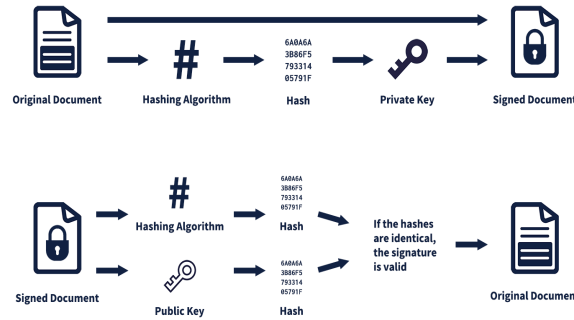 6A0A6A
3B86F5
793314
05791F
Original Document
Hashing Algorithm
Hash
Private Key
Signed Document
6A0A6A
3B86F5
793314
05791F
Hashing Algorithm
Hash
If the hashes
are identical,
the signature
is valid
6A0A6A
3B86F5
793314
05791F
Signed Document
Public Key
Hash
Original Document